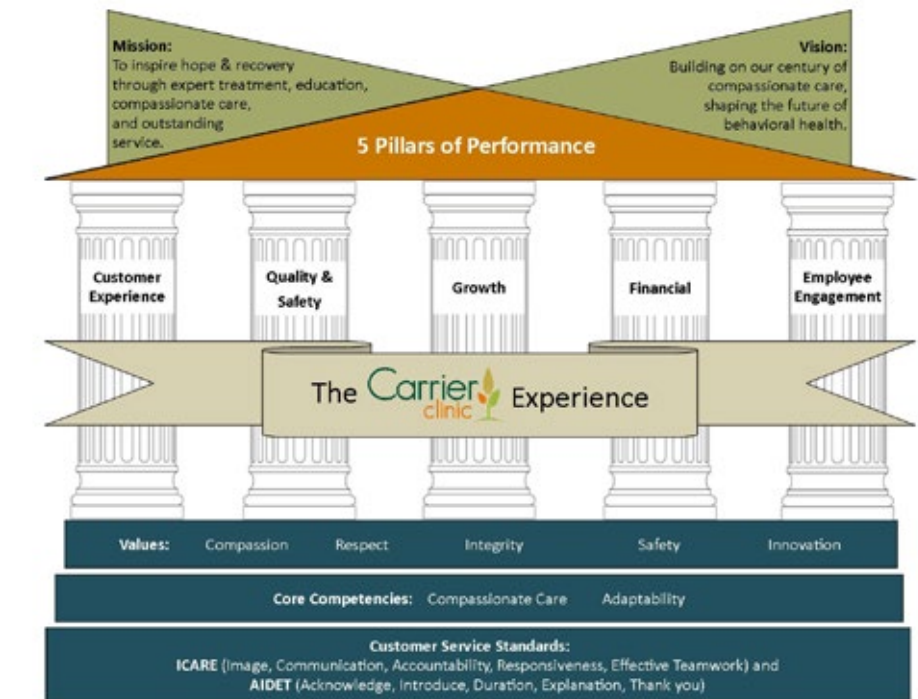 Mission:
To inspire hope & recovery
through expert treatment, education,
compassionate care,
and outstanding
service.
Vision:
Building on our century of
compassionate care,
shaping the future of
behavioral health.
5 Pillars of Performance
Customer
Experience
Quality &
Safety
Growth
Financial
Employee
Engagement
The Carrier clinic Experience
Values: Compassion Respect Integrity Safety Innovation
Core Competencies: Compassionate Care Adaptability
Customer Service Standards:
ICARE (Image, Communication, Accountability, Responsiveness, Effective Teamwork) and
AIDET (Acknowledge, Introduce, Duration, Explanation, Thank you)